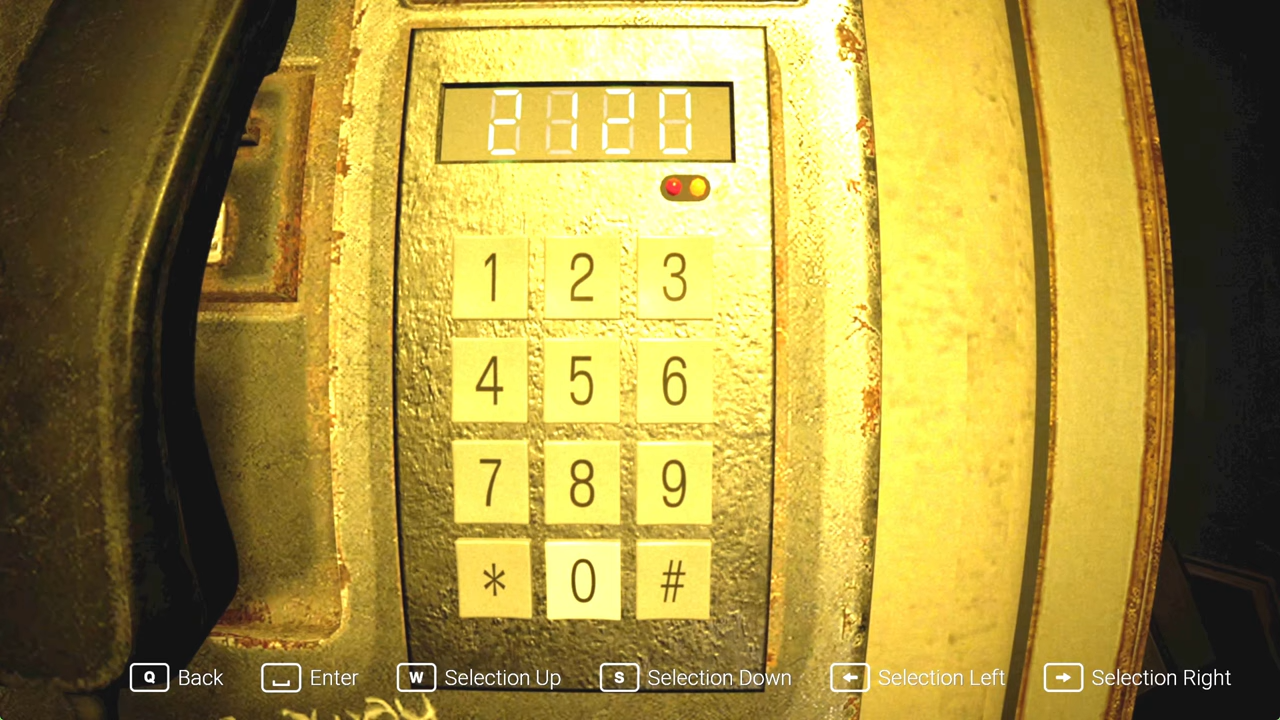 2120
1 2 3
4 5 6
7 8 9
* 0 #
Q Back Enter W Selection Up S Selection Down ← Selection Left → Selection Right